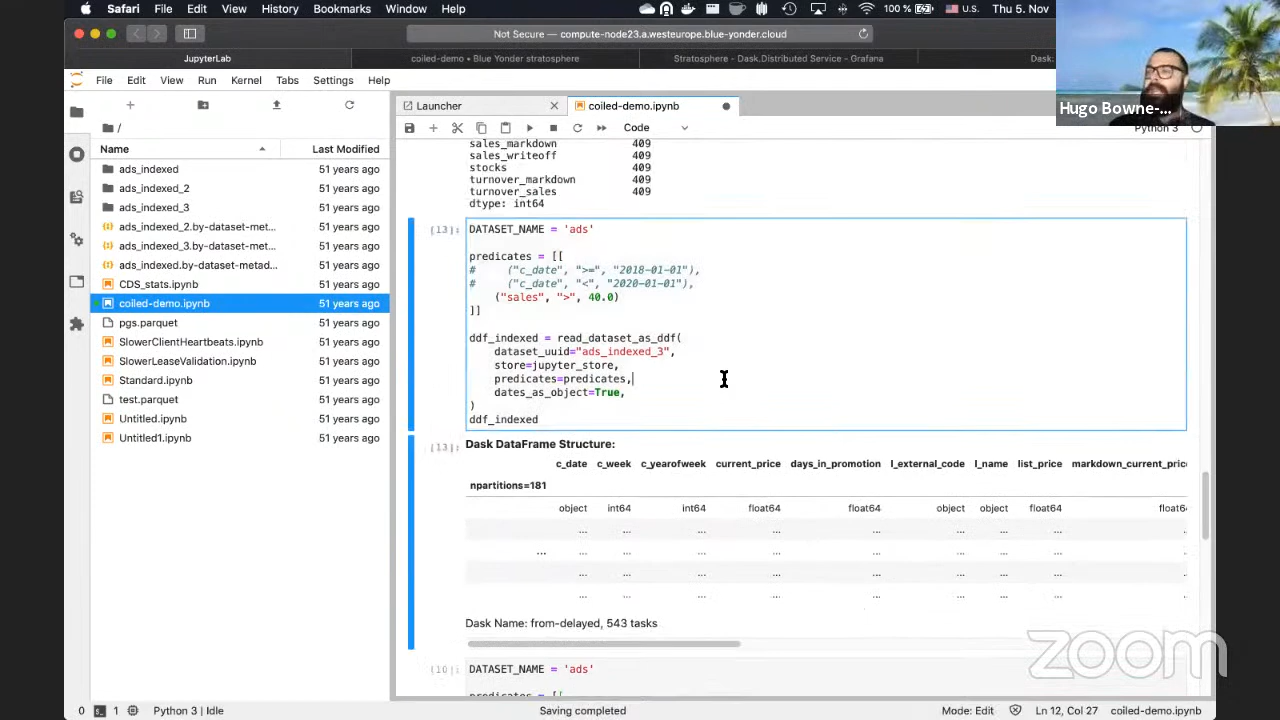 Safari File Edit View History Bookmarks Window Help 100 % U.S. Thu 5. Nov
Not Secure — compute-node23.a.westeurope.blue-yonder.cloud
JupyterLab coiled-demo • Blue Yonder stratosphere Stratosphere - Dask.Distributed Service - Grafana Dask:
Hugo Bowne-...
File Edit View Run Kernel Tabs Settings Help
Launcher coiled-demo.ipynb
Code Python 3
/
Name Last Modified
ads_indexed 51 years ago
ads_indexed_2 51 years ago
ads_indexed_3 51 years ago
ads_indexed_2.by-dataset-met... 51 years ago
ads_indexed_3.by-dataset-met... 51 years ago
ads_indexed.by-dataset-metad... 51 years ago
CDS_stats.ipynb 51 years ago
coiled-demo.ipynb 51 years ago
pgs.parquet 51 years ago
SlowerClientHeartbeats.ipynb 51 years ago
SlowerLeaseValidation.ipynb 51 years ago
Standard.ipynb 51 years ago
test.parquet 51 years ago
Untitled.ipynb 51 years ago
Untitled1.ipynb 51 years ago
sales_markdown 409
sales_writeoff 409
stocks 409
turnover_markdown 409
turnover_sales 409
dtype: int64
[13]: DATASET_NAME = 'ads'
predicates = [[
# ("c_date", ">=", "2018-01-01"),
# ("c_date", "<", "2020-01-01"),
("sales", ">", 40.0)
]]
ddf_indexed = read_dataset_as_ddf(
dataset_uuid="ads_indexed_3",
store=jupyter_store,
predicates=predicates,
dates_as_object=True,
)
ddf_indexed
[13]: Dask DataFrame Structure:
c_date c_week c_yearofweek current_price days_in_promotion l_external_code l_name list_price markdown_current_pric
npartitions=181
object int64 int64 float64 float64 object object float64 float6
... ... ... ... ... ... ... ... ...
... ... ... ... ... ... ... ... ... ...
... ... ... ... ... ... ... ... ...
... ... ... ... ... ... ... ... ...
Dask Name: from-delayed, 543 tasks
[10]: DATASET_NAME = 'ads'
predicates = [[
zoom
0 1 Python 3 | Idle Saving completed Mode: Edit Ln 12, Col 27 coiled-demo.ipynb